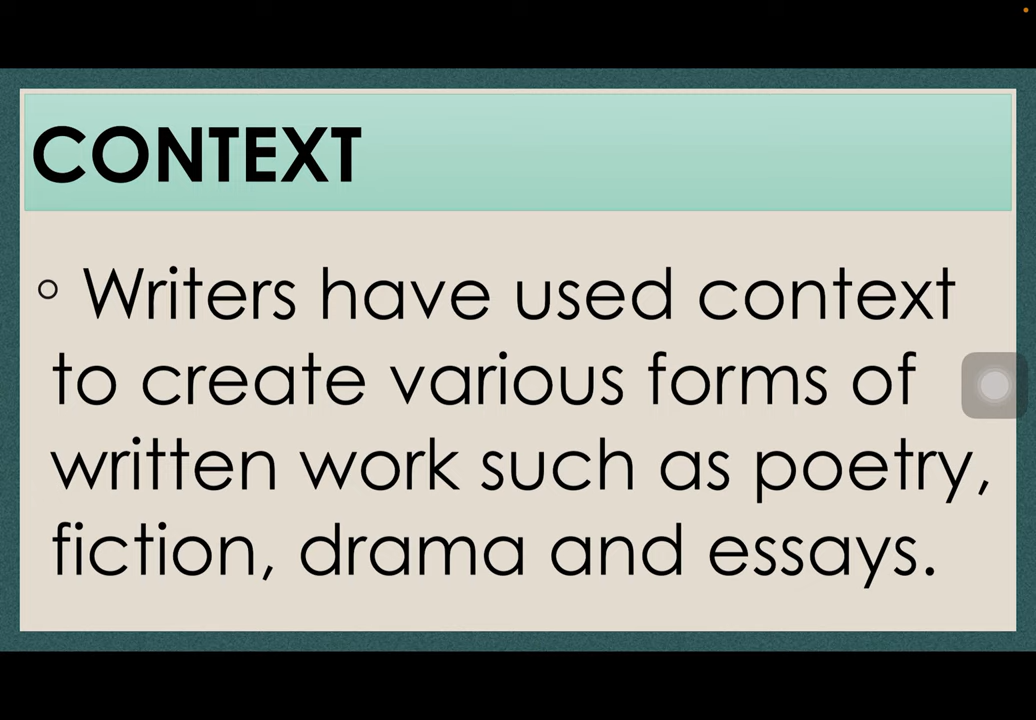 CONTEXT
◦ Writers have used context
to create various forms of
written work such as poetry,
fiction, drama and essays.